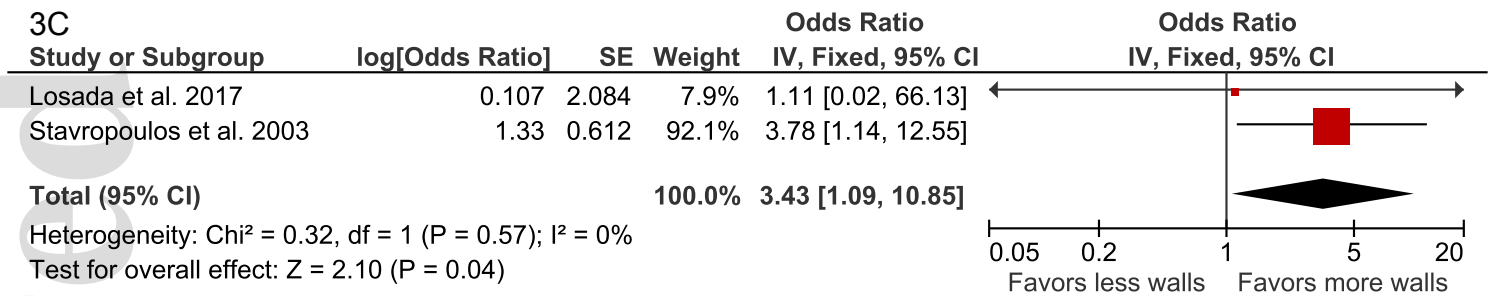 3C
Odds Ratio Odds Ratio
Study or Subgroup log[Odds Ratio] SE Weight IV, Fixed, 95% CI IV, Fixed, 95% CI
Losada et al. 2017 0.107 2.084 7.9% 1.11 [0.02, 66.13]
Stavropoulos et al. 2003 1.33 0.612 92.1% 3.78 [1.14, 12.55]
Total (95% CI) 100.0% 3.43 [1.09, 10.85]
Heterogeneity: Chi² = 0.32, df = 1 (P = 0.57); I² = 0%
Test for overall effect: Z = 2.10 (P = 0.04)
0.05 0.2 1 5 20
Favors less walls Favors more walls